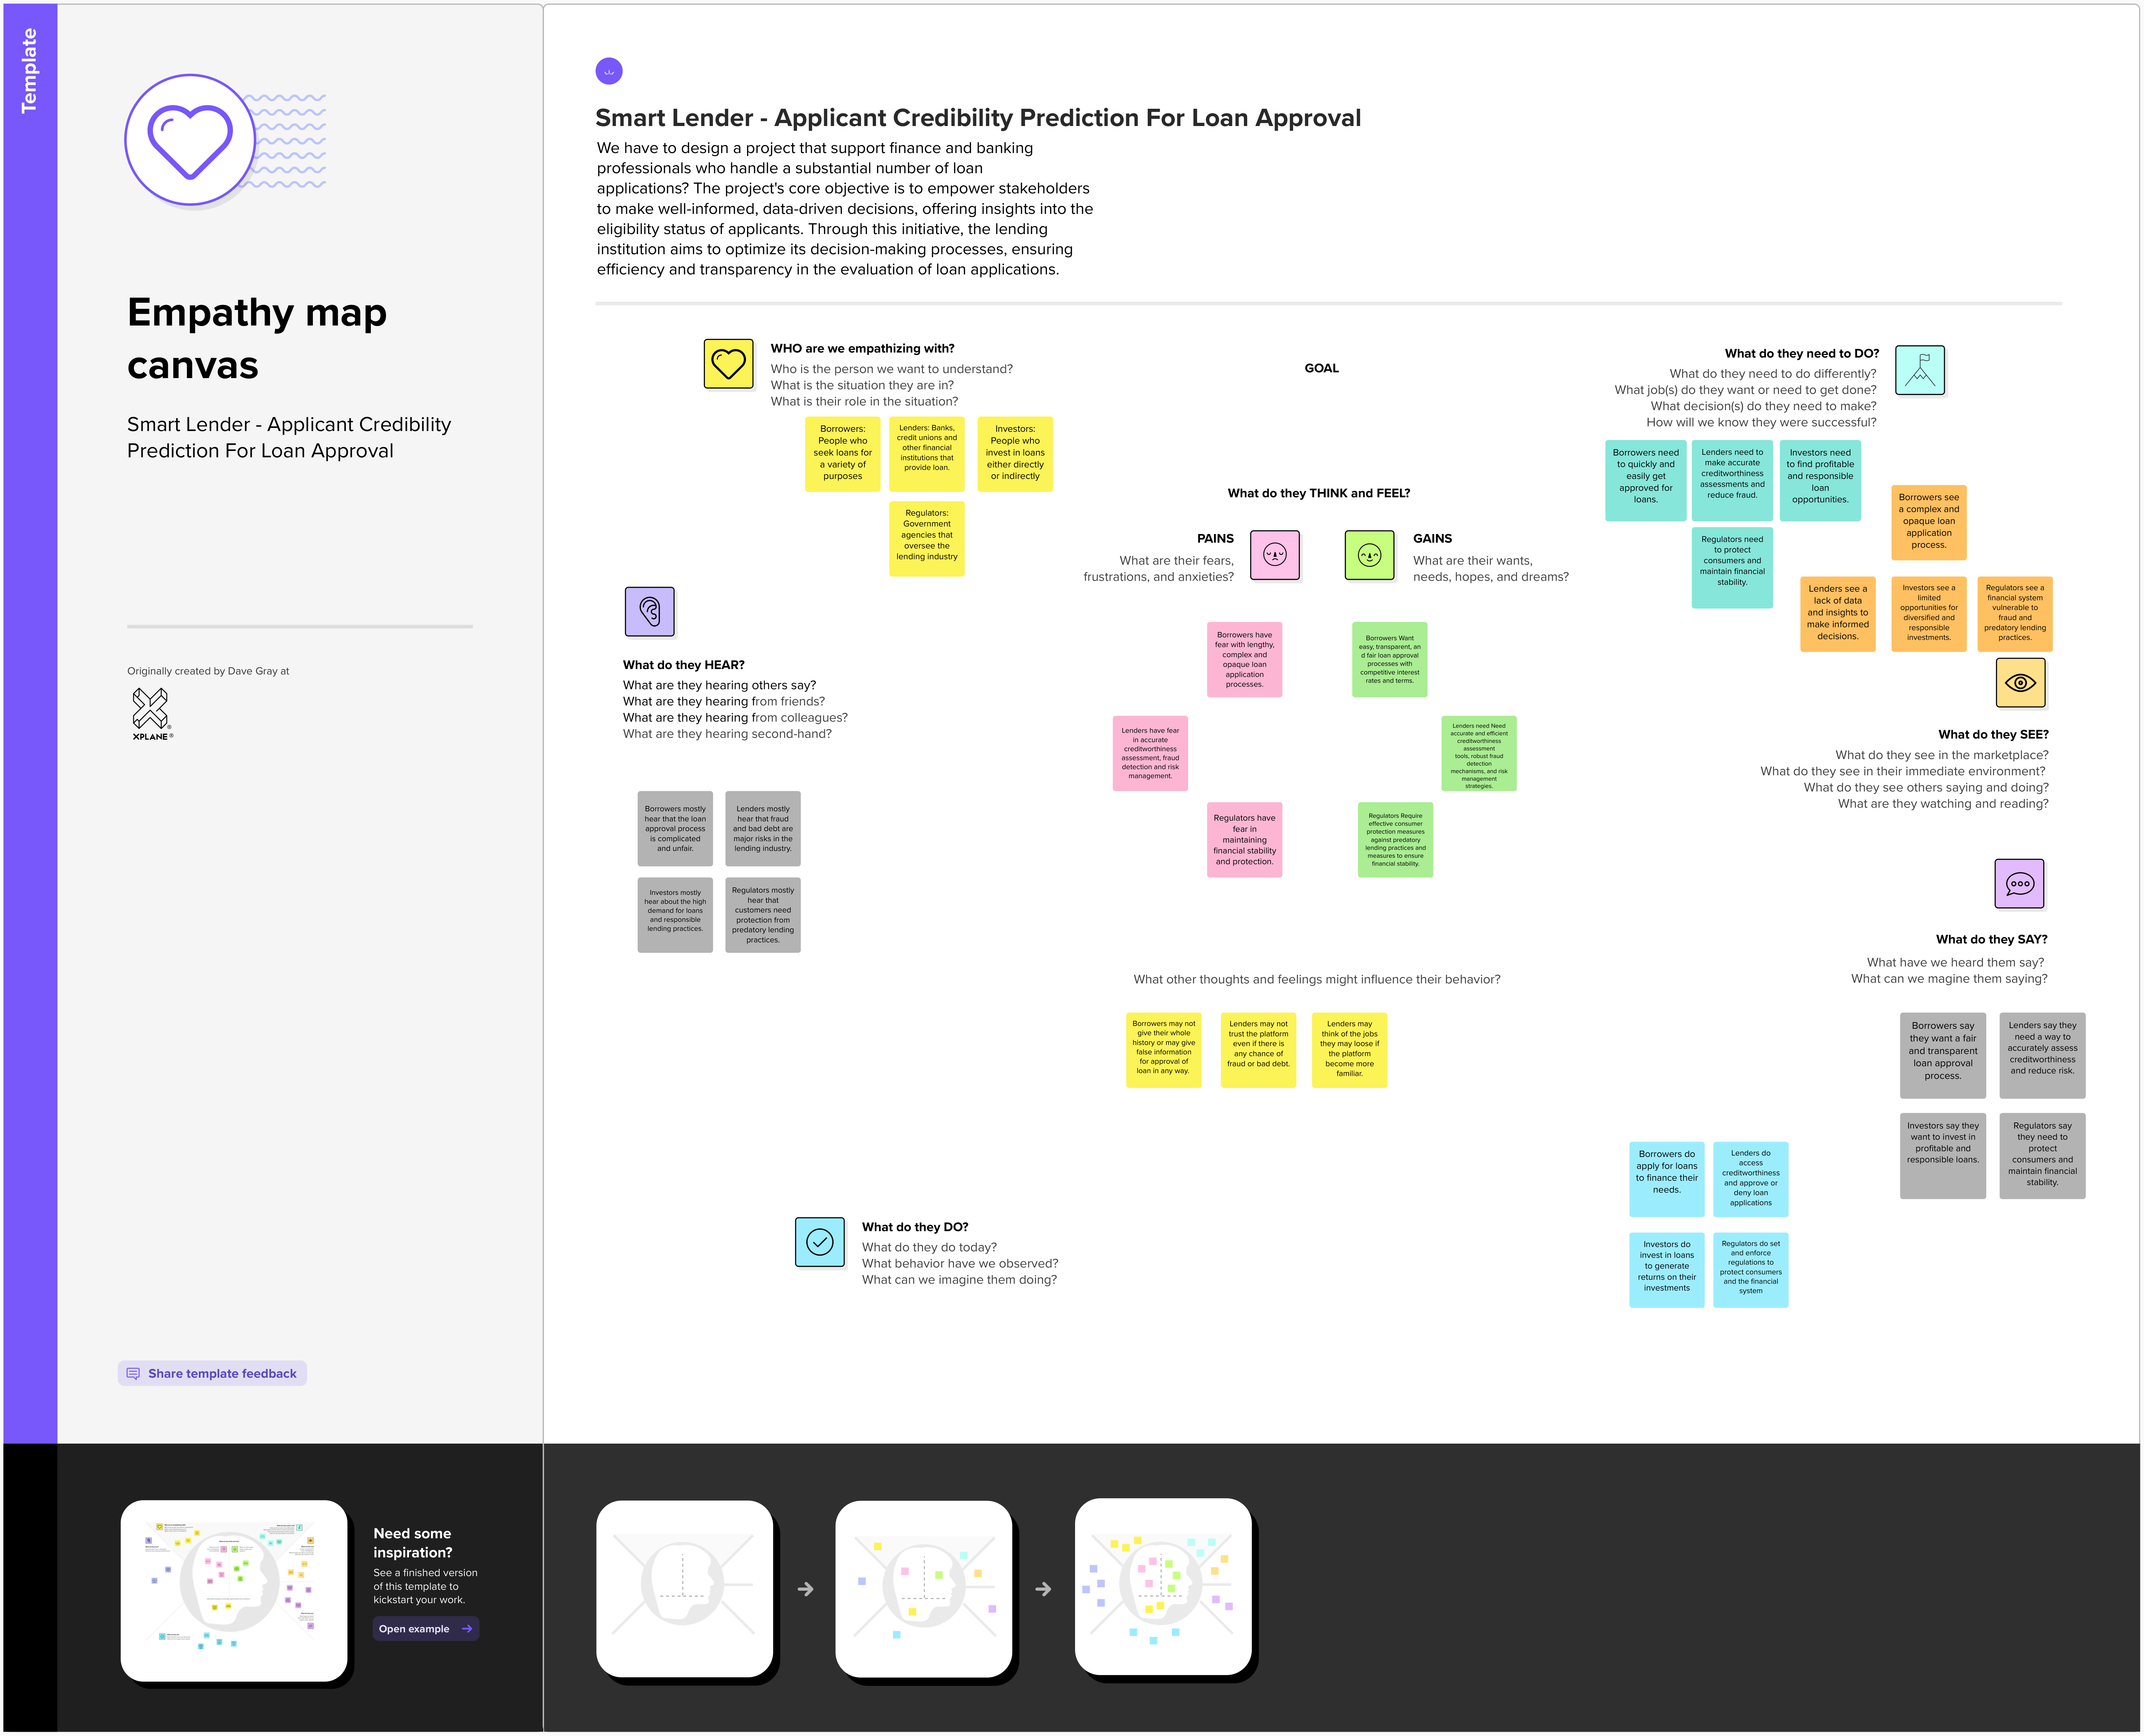 Template
Empathy map
canvas
Smart Lender - Applicant Credibility
Prediction For Loan Approval
Originally created by Dave Gray at
XPLANE®
Share template feedback
Smart Lender - Applicant Credibility Prediction For Loan Approval
We have to design a project that support finance and banking
professionals who handle a substantial number of loan
applications? The project's core objective is to empower stakeholders
to make well-informed, data-driven decisions, offering insights into the
eligibility status of applicants. Through this initiative, the lending
institution aims to optimize its decision-making processes, ensuring
efficiency and transparency in the evaluation of loan applications.
WHO are we empathizing with?
Who is the person we want to understand?
What is the situation they are in?
What is their role in the situation?
Borrowers:
People who
seek loans for
a variety of
purposes
Lenders: Banks,
credit unions and
other financial
institutions that
provide loan.
Investors:
People who
invest in loans
either directly
or indirectly
Regulators:
Government
agencies that
oversee the
lending industry
GOAL
What do they need to DO?
What do they need to do differently?
What job(s) do they want or need to get done?
What decision(s) do they need to make?
How will we know they were successful?
Borrowers need
to quickly and
easily get
approved for
loans.
Lenders need to
make accurate
creditworthiness
assessments and
reduce fraud.
Investors need
to find profitable
and responsible
loan
opportunities.
Regulators need
to protect
consumers and
maintain financial
stability.
Borrowers see
a complex and
opaque loan
application
process.
Lenders see a
lack of data
and insights to
make informed
decisions.
Investors see a
limited
opportunities for
diversified and
responsible
investments.
Regulators see a
financial system
vulnerable to
fraud and
predatory lending
practices.
What do they SEE?
What do they see in the marketplace?
What do they see in their immediate environment?
What do they see others saying and doing?
What are they watching and reading?
What do they THINK and FEEL?
PAINS
What are their fears,
frustrations, and anxieties?
GAINS
What are their wants,
needs, hopes, and dreams?
Borrowers have
fear with lengthy,
complex and
opaque loan
application
processes.
Borrowers Want
easy, transparent, an
d fair loan approval
processes with
competitive interest
rates and terms.
Lenders have fear
in accurate
creditworthiness
assessment, fraud
detection and risk
management.
Lenders need Need
accurate and efficient
creditworthiness
assessment
tools, robust fraud
detection
mechanisms, and risk
management
strategies.
Regulators have
fear in
maintaining
financial stability
and protection.
Regulators Require
effective consumer
protection measures
against predatory
lending practices and
measures to ensure
financial stability.
What do they HEAR?
What are they hearing others say?
What are they hearing from friends?
What are they hearing from colleagues?
What are they hearing second-hand?
Borrowers mostly
hear that the loan
approval process
is complicated
and unfair.
Lenders mostly
hear that fraud
and bad debt are
major risks in the
lending industry.
Investors mostly
hear about the high
demand for loans
and responsible
lending practices.
Regulators mostly
hear that
customers need
protection from
predatory lending
practices.
What other thoughts and feelings might influence their behavior?
Borrowers may not
give their whole
history or may give
false information
for approval of
loan in any way.
Lenders may not
trust the platform
even if there is
any chance of
fraud or bad debt.
Lenders may
think of the jobs
they may loose if
the platform
become more
familiar.
What do they SAY?
What have we heard them say?
What can we magine them saying?
Borrowers say
they want a fair
and transparent
loan approval
process.
Lenders say they
need a way to
accurately assess
creditworthiness
and reduce risk.
Investors say they
want to invest in
profitable and
responsible loans.
Regulators say
they need to
protect
consumers and
maintain financial
stability.
What do they DO?
What do they do today?
What behavior have we observed?
What can we imagine them doing?
Borrowers do
apply for loans
to finance their
needs.
Lenders do
access
creditworthiness
and approve or
deny loan
applications
Investors do
invest in loans
to generate
returns on their
investments
Regulators do set
and enforce
regulations to
protect consumers
and the financial
system
Need some
inspiration?
See a finished version
of this template to
kickstart your work.
Open example